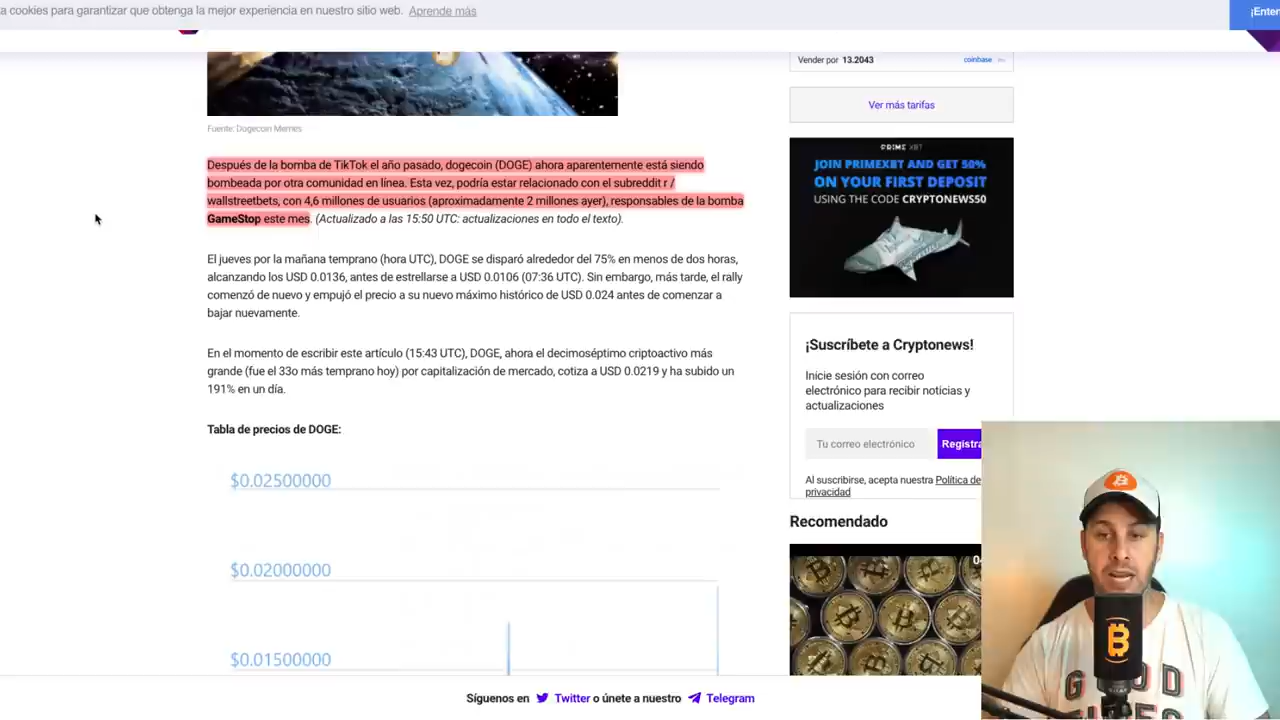 a cookies para garantizar que obtenga la mejor experiencia en nuestro sitio web. Aprende más
¡Enten
Fuente: Dogecoin Memes
Después de la bomba de TikTok el año pasado, dogecoin (DOGE) ahora aparentemente está siendo
bombeada por otra comunidad en línea. Esta vez, podría estar relacionado con el subreddit r /
wallstreetbets, con 4,6 millones de usuarios (aproximadamente 2 millones ayer), responsables de la bomba
GameStop este mes. (Actualizado a las 15:50 UTC: actualizaciones en todo el texto).
El jueves por la mañana temprano (hora UTC), DOGE se disparó alrededor del 75% en menos de dos horas,
alcanzando los USD 0.0136, antes de estrellarse a USD 0.0106 (07:36 UTC). Sin embargo, más tarde, el rally
comenzó de nuevo y empujó el precio a su nuevo máximo histórico de USD 0.024 antes de comenzar a
bajar nuevamente.
En el momento de escribir este artículo (15:43 UTC), DOGE, ahora el decimoséptimo criptoactivo más
grande (fue el 33o más temprano hoy) por capitalización de mercado, cotiza a USD 0.0219 y ha subido un
191% en un día.
Tabla de precios de DOGE:
$0.02500000
$0.02000000
$0.01500000
Vender por 13.2043
coinbase
Ver más tarifas
PRIME XBT
JOIN PRIMEXBT AND GET 50%
ON YOUR FIRST DEPOSIT
USING THE CODE CRYPTONEWS50
¡Suscríbete a Cryptonews!
Inicie sesión con correo
electrónico para recibir noticias y
actualizaciones
Tu correo electrónico
Registra
Al suscribirse, acepta nuestra Política de
privacidad
Recomendado
Síguenos en Twitter o únete a nuestro Telegram